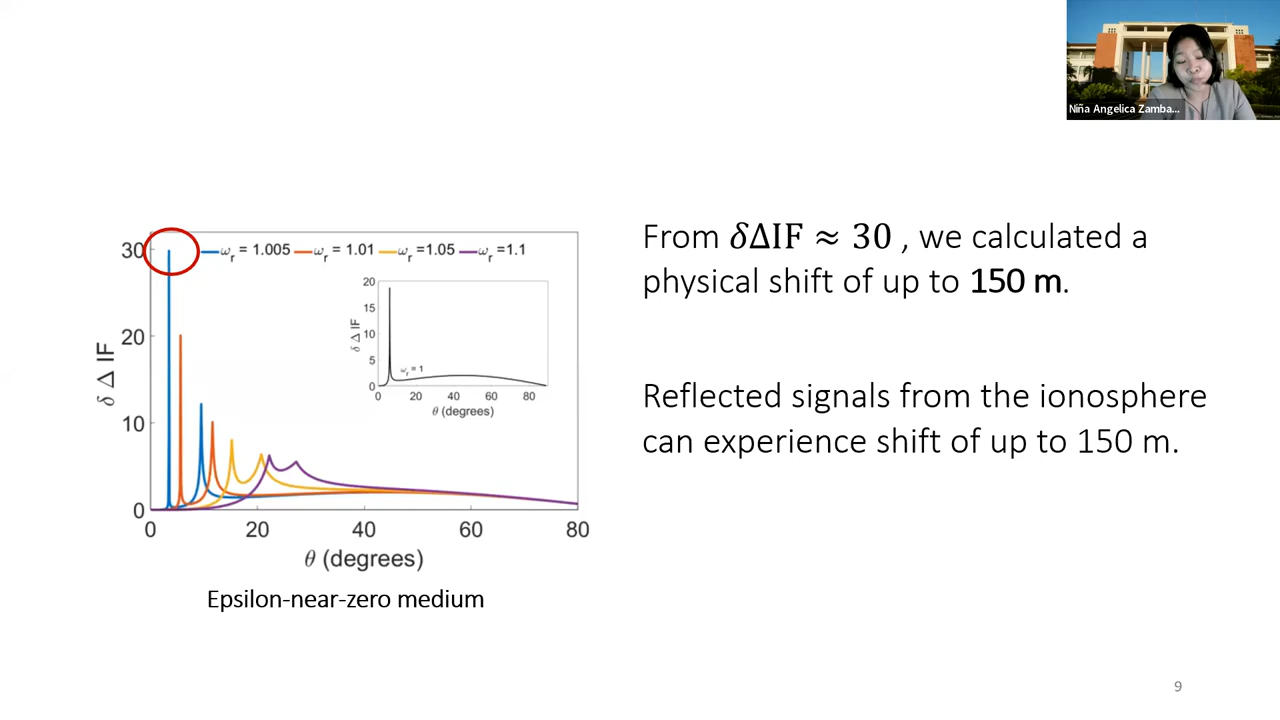 Niña Angelica Zamba...
From δΔIF ≈ 30 , we calculated a
physical shift of up to 150 m.
Reflected signals from the ionosphere
can experience shift of up to 150 m.
δ Δ IF
30
20
10
0
ωr = 1.005 ωr = 1.01 ωr = 1.05 ωr =1.1
δ Δ IF
20
15
10
5
0
ωr = 1
0 20 40 60 80
θ (degrees)
0 20 40 60 80
θ (degrees)
Epsilon-near-zero medium
9